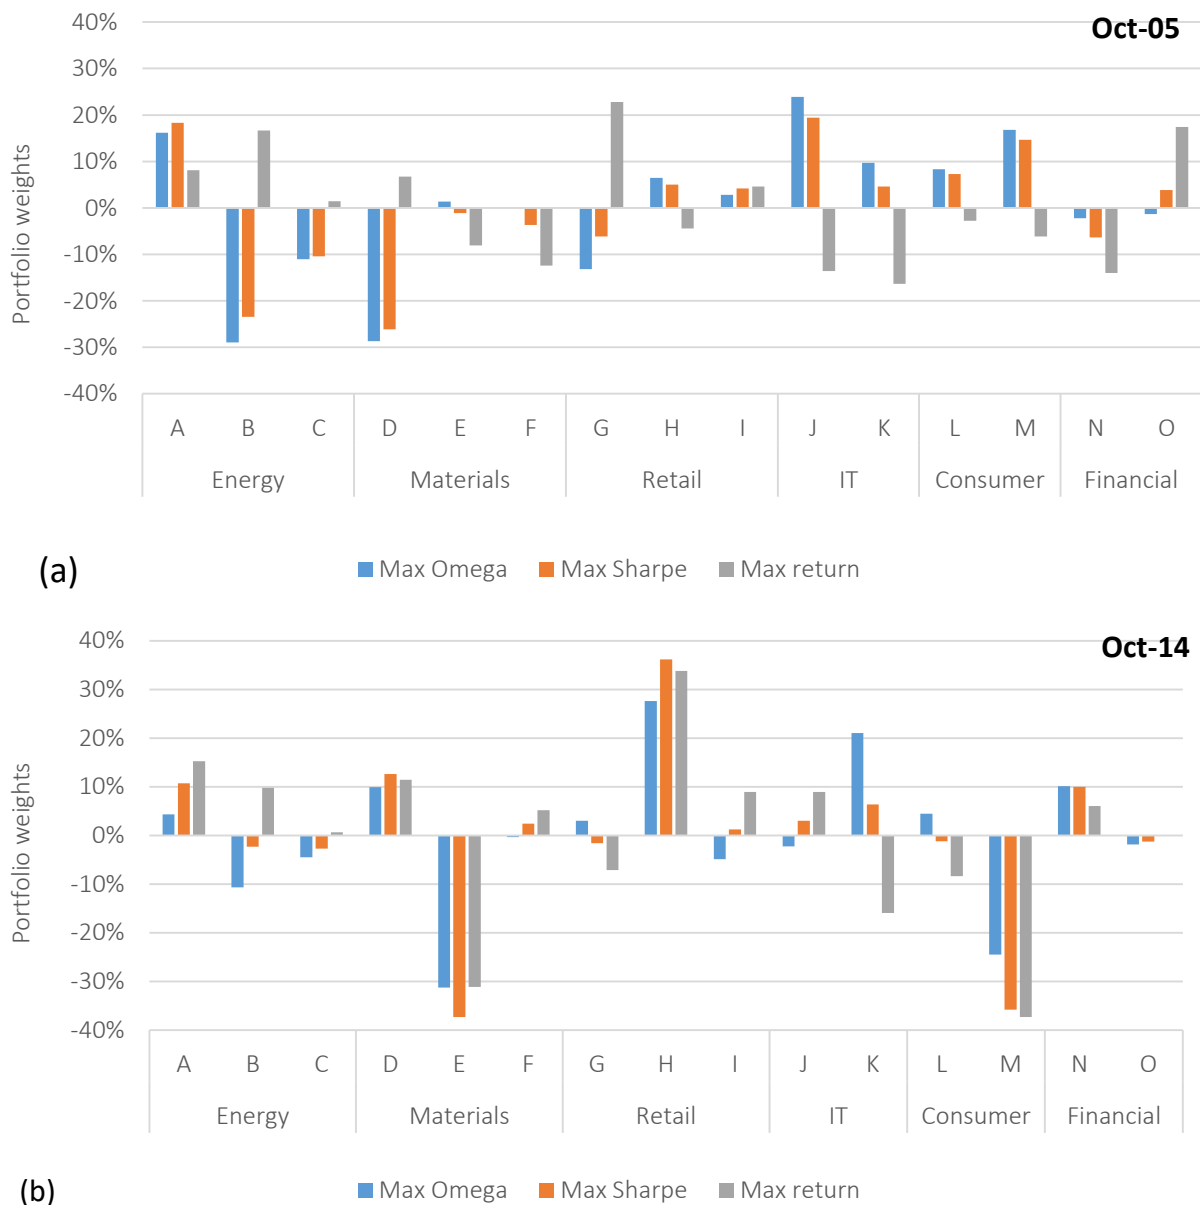 Oct-05
Portfolio weights
40%
30%
20%
10%
0%
-10%
-20%
-30%
-40%
A B C D E F G H I J K L M N O
Energy Materials Retail IT Consumer Financial
(a) Max Omega Max Sharpe Max return
Oct-14
Portfolio weights
40%
30%
20%
10%
0%
-10%
-20%
-30%
-40%
A B C D E F G H I J K L M N O
Energy Materials Retail IT Consumer Financial
(b) Max Omega Max Sharpe Max return